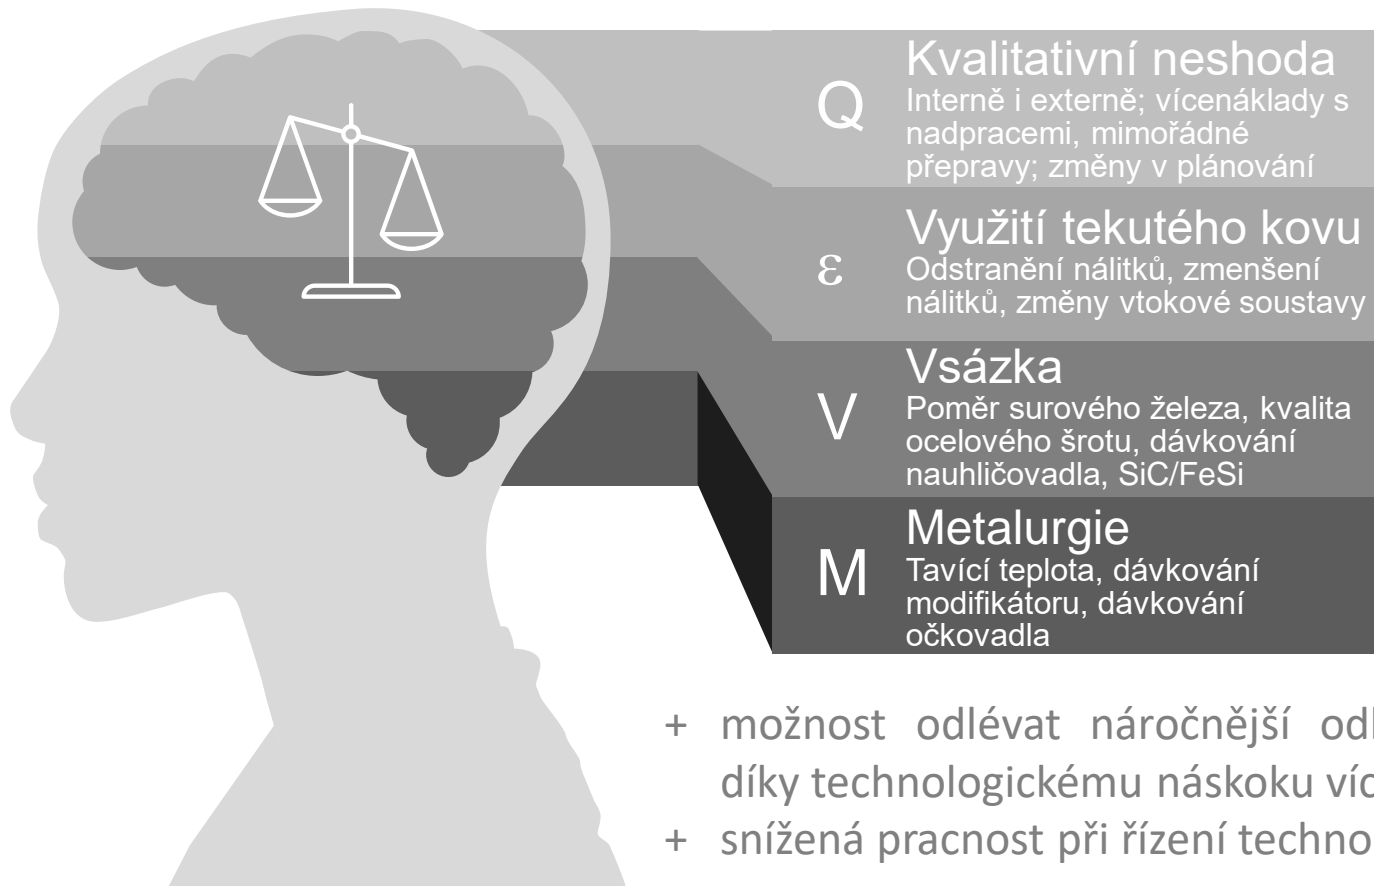 Q
Kvalitativní neshoda
Interně i externě; vícenáklady s
nadpracemi, mimořádné
přepravy; změny v plánování
ε
Využití tekutého kovu
Odstranění nálitků, zmenšení
nálitků, změny vtokové soustavy
V
Vsázka
Poměr surového železa, kvalita
ocelového šrotu, dávkování
nauhličovadla, SiC/FeSi
M
Metalurgie
Tavící teplota, dávkování
modifikátoru, dávkování
očkovadla
+ možnost odlévat náročnější
díky technologickému náskoku
+ snížená pracnost při řízení